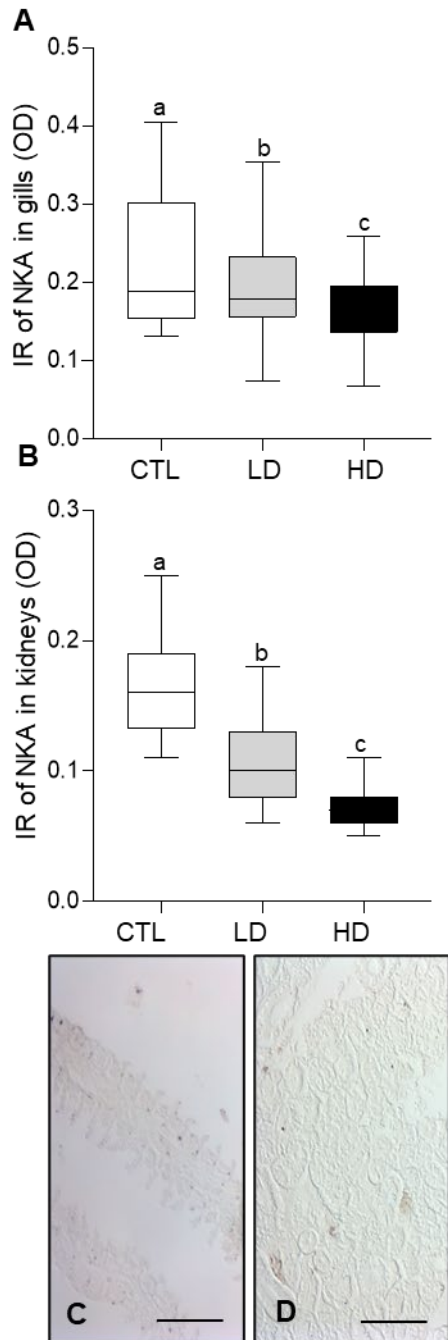 A
IR of NKA in gills (OD)
0.5
0.4
0.3
0.2
0.1
0.0
a
b
c
CTL LD HD
B
IR of NKA in kidneys (OD)
0.3
0.2
0.1
0.0
a
b
c
CTL LD HD
C
D